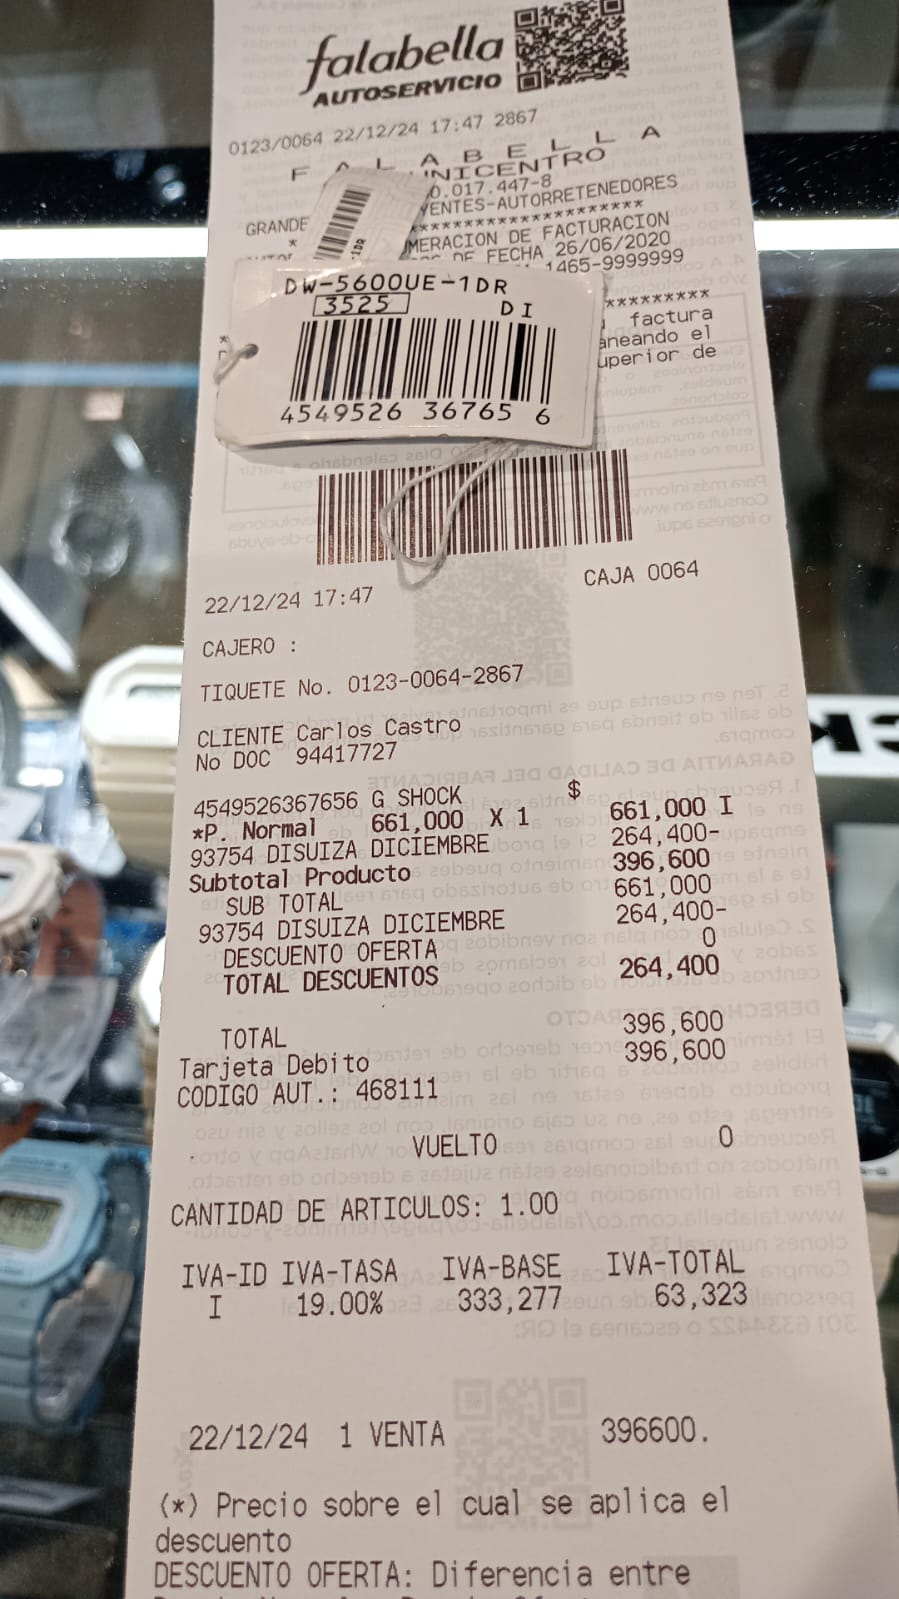 falabella
AUTOSERVICIO
0123/0064 22/12/24 17:47 2867
F A L A B E L L A
UNICENTRO
0.017.447-8
GRANDE YENTES-AUTORRETENEDORES
* ********************
MERACION DE FACTURACION
DE FECHA 26/06/2020
1465-9999999
DW-5600UE-1DR
3525 DI
4549526 36765 6
**********
factura
aneando el
uperior de
22/12/24 17:47 CAJA 0064
CAJERO :
TIQUETE No. 0123-0064-2867
CLIENTE Carlos Castro
No DOC 94417727
$
4549526367656 G SHOCK 661,000 I
*P. Normal 661,000 X 1
93754 DISUIZA DICIEMBRE 264,400-
Subtotal Producto 396,600
SUB TOTAL 661,000
93754 DISUIZA DICIEMBRE 264,400-
DESCUENTO OFERTA 0
TOTAL DESCUENTOS 264,400
TOTAL 396,600
Tarjeta Debito 396,600
CODIGO AUT.: 468111
VUELTO 0
CANTIDAD DE ARTICULOS: 1.00
IVA-ID IVA-TASA IVA-BASE IVA-TOTAL
I 19.00% 333,277 63,323
22/12/24 1 VENTA 396600.
(*) Precio sobre el cual se aplica el
descuento
DESCUENTO OFERTA: Diferencia entre